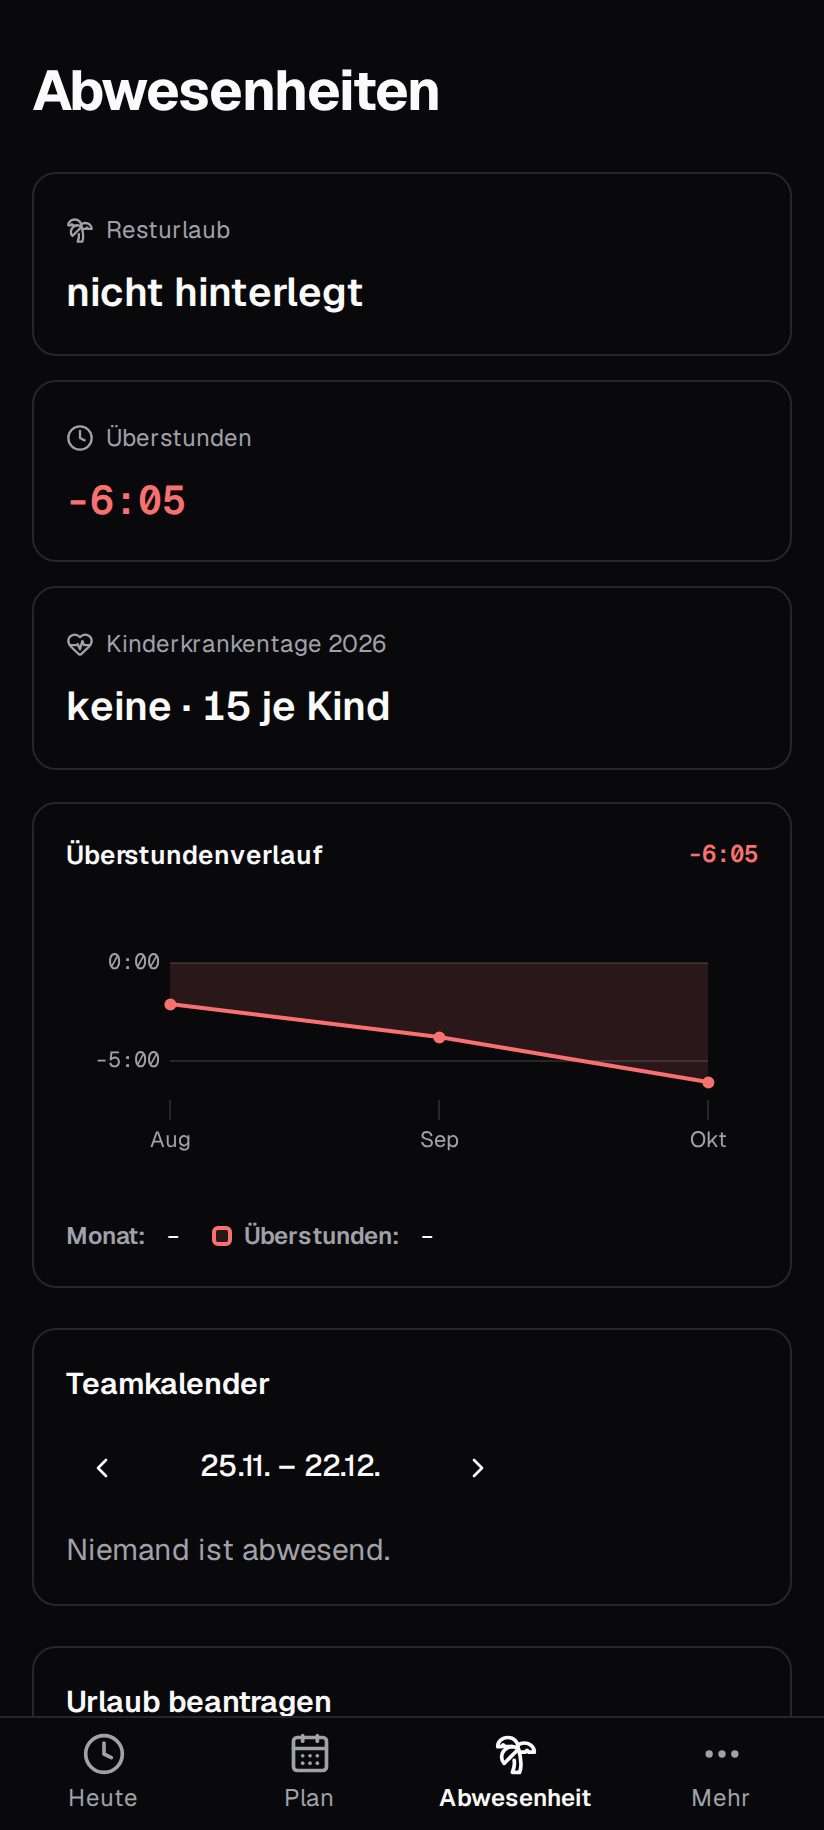 Abwesenheiten
Resturlaub
nicht hinterlegt
Überstunden
-6:05
Kinderkrankentage 2026
keine · 15 je Kind
Überstundenverlauf
-6:05
0:00
-5:00
Aug Sep Okt
Monat: – Überstunden: –
Teamkalender
25.11. – 22.12.
Niemand ist abwesend.
Urlaub beantragen
Heute Plan Abwesenheit Mehr